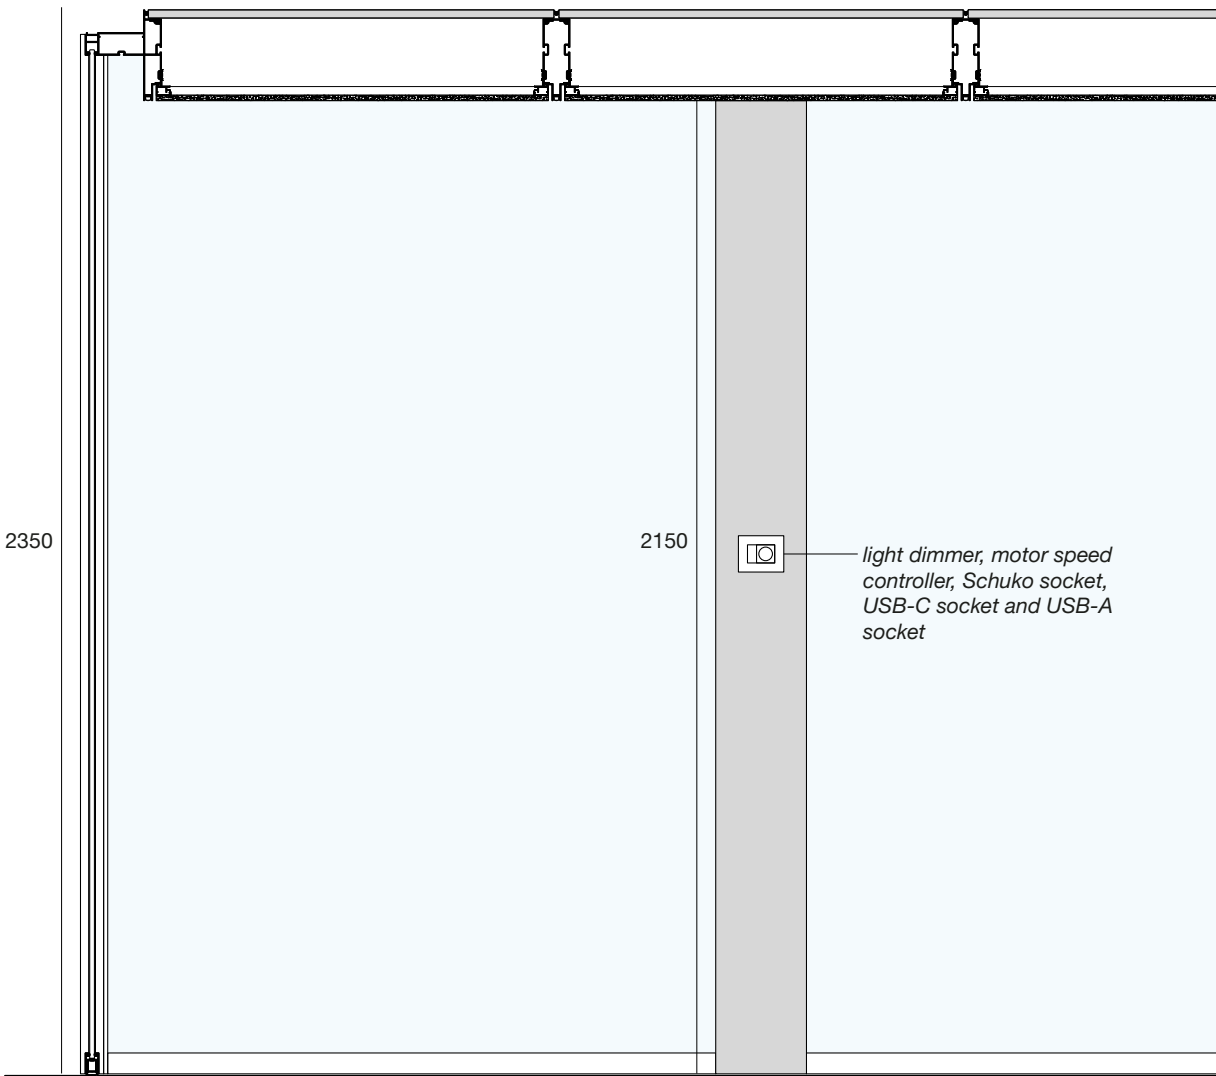 2350
2150
light dimmer, motor speed
controller, Schuko socket,
USB-C socket and USB-A
socket